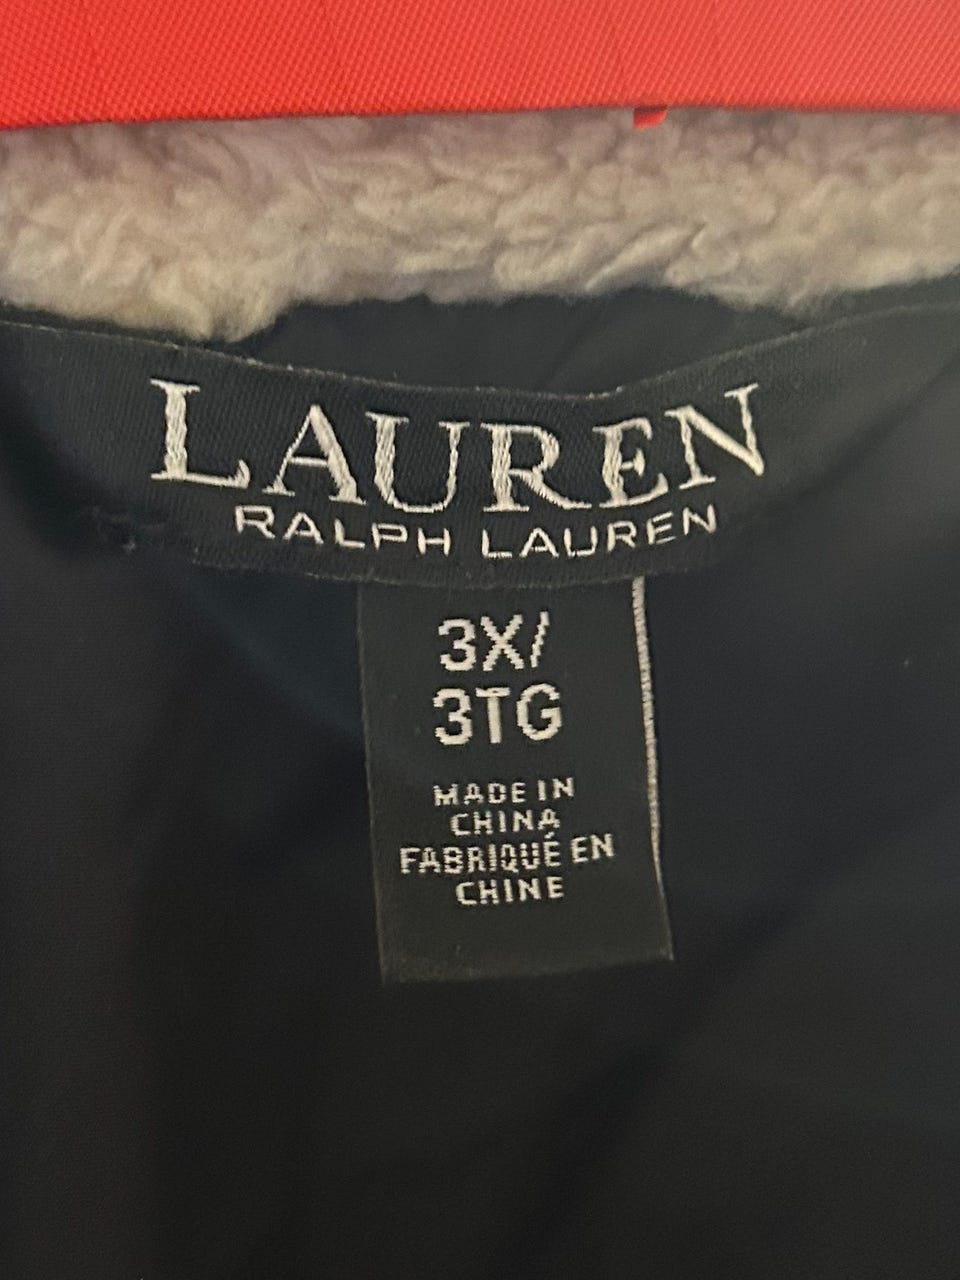 LAUREN
RALPH LAUREN
3X/
3TG
MADE IN
CHINA
FABRIQUÉ EN
CHINE